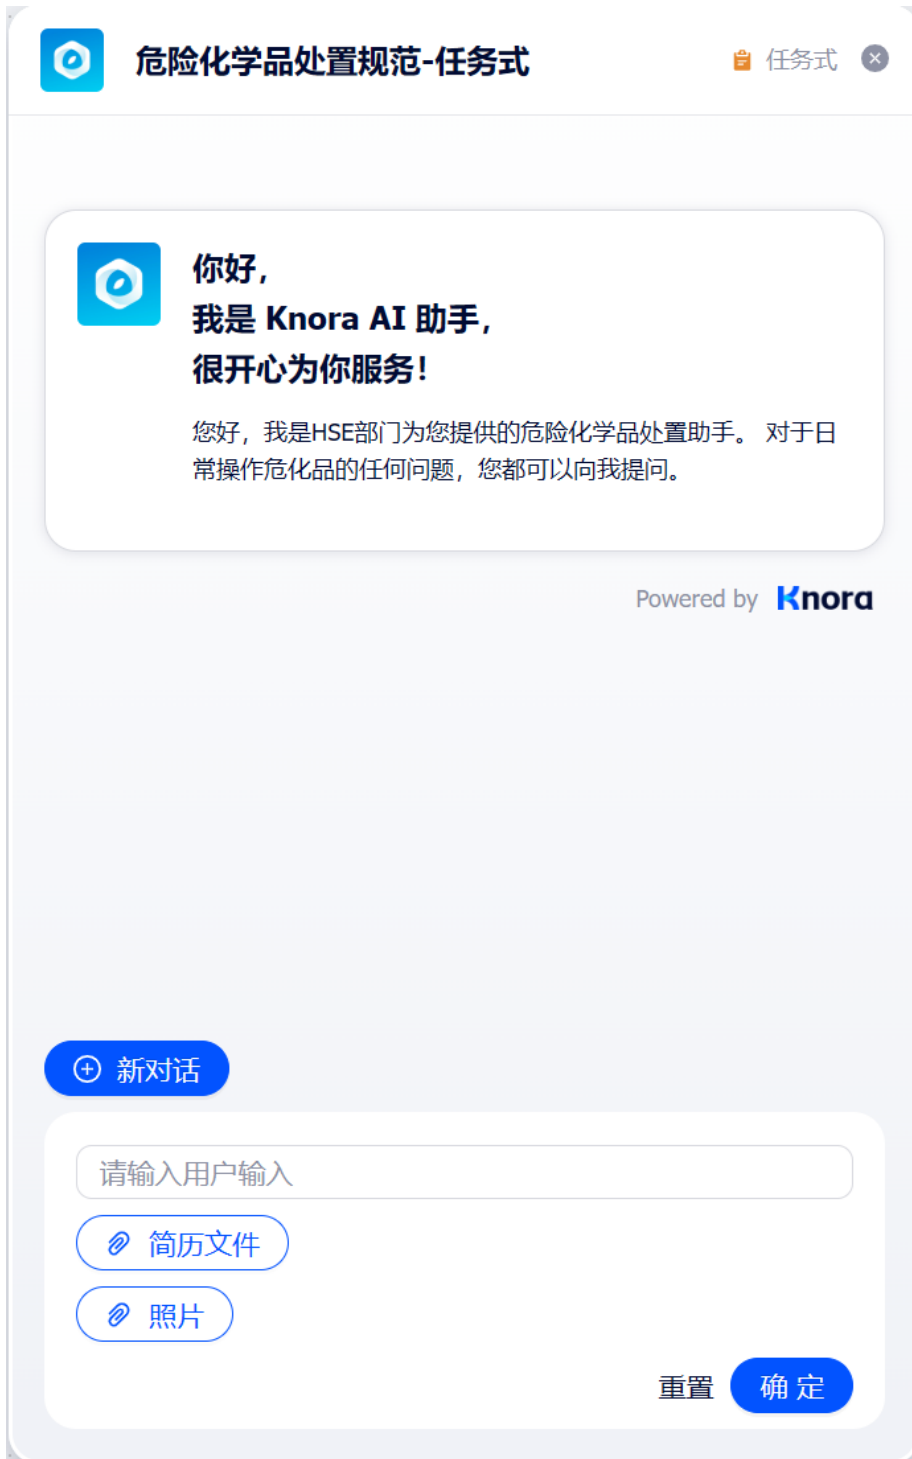 危险化学品处置规范-任务式
任务式
你好，
我是 Knora AI 助手，
很开心为你服务！
您好，我是HSE部门为您提供的危险化学品处置助手。 对于日
常操作危化品的任何问题，您都可以向我提问。
Powered by Knora
新对话
请输入用户输入
简历文件
照片
重置 确 定